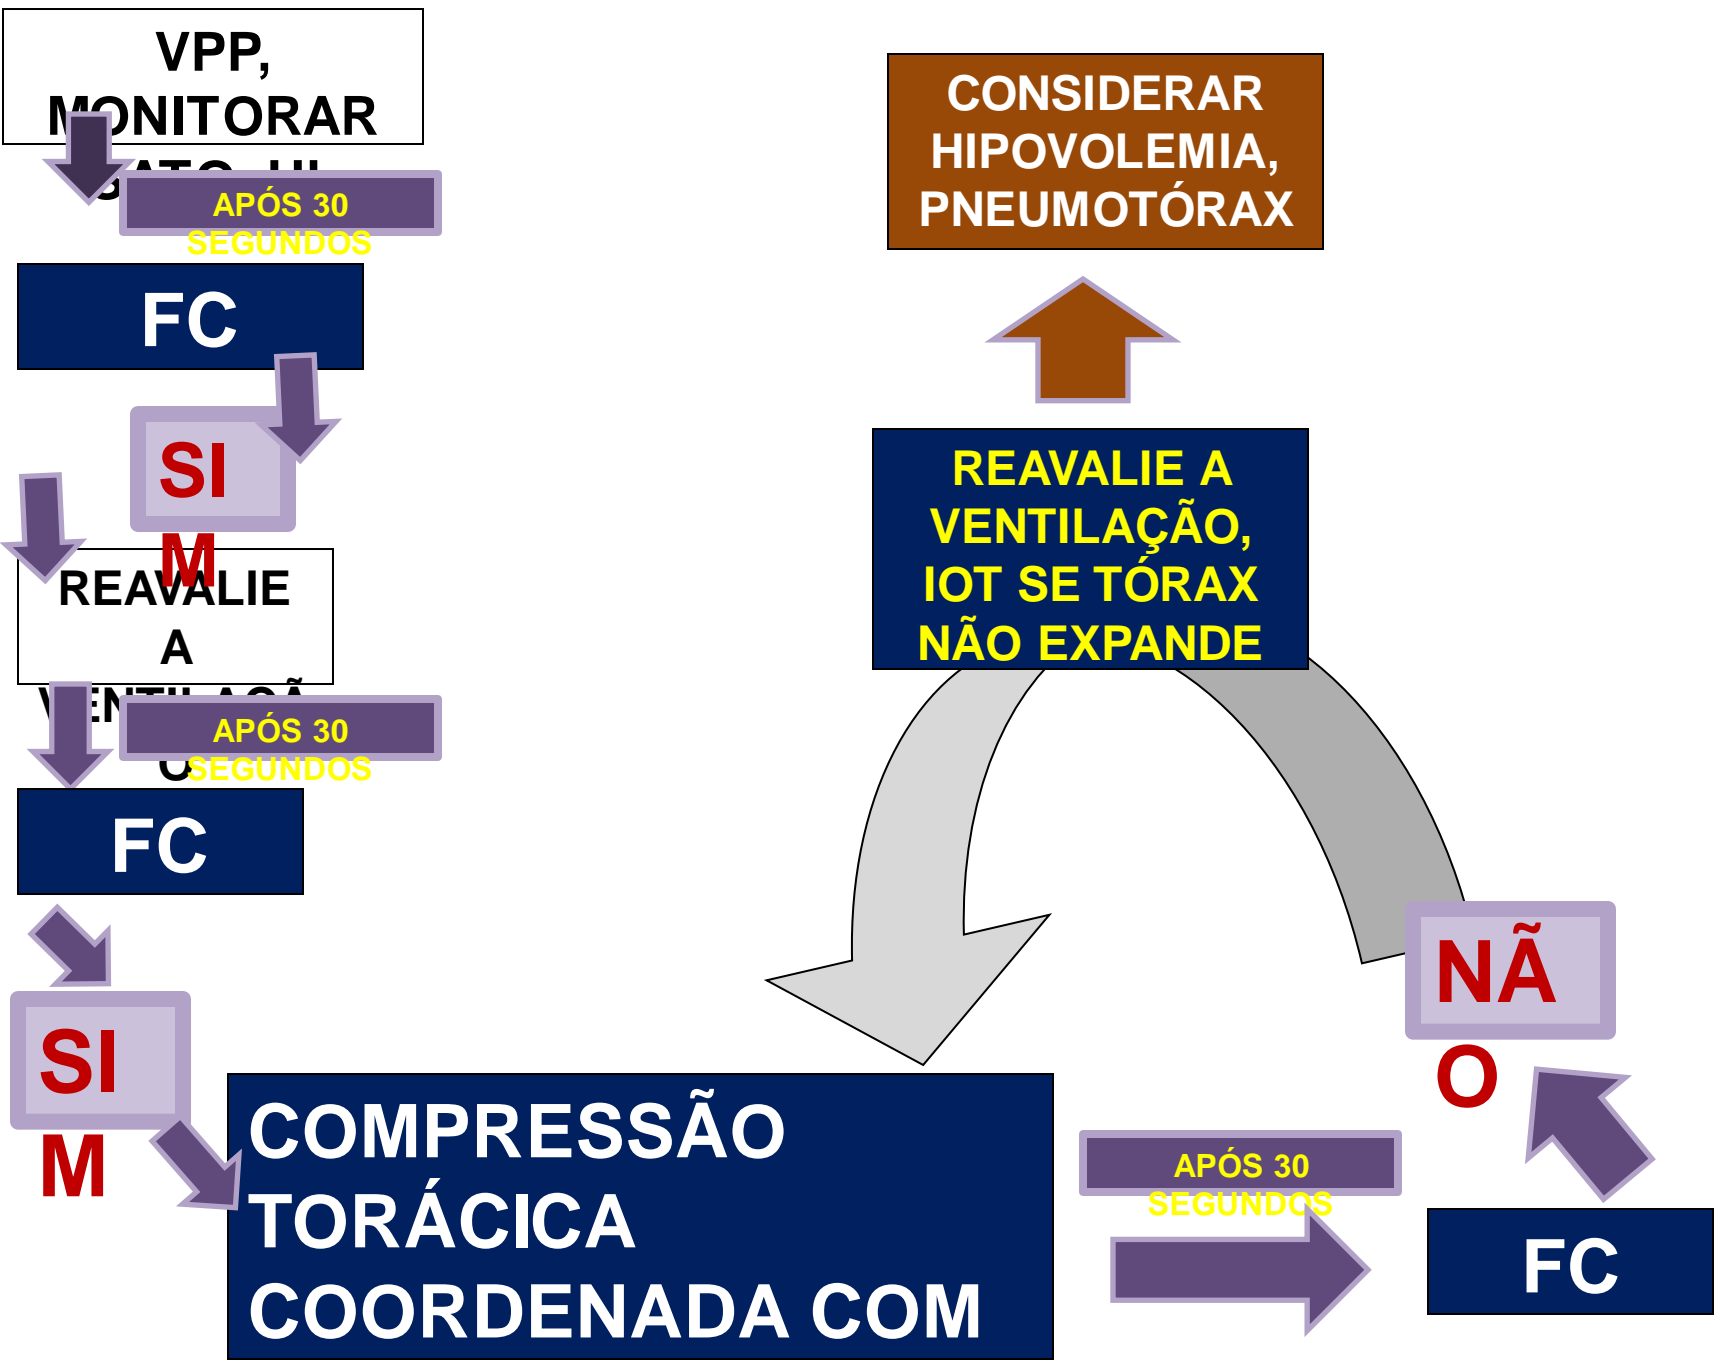 VPP,
MONITORAR
APÓS 30
SEGUNDOS
FC
SI
M
REAVALIE
A
APÓS 30
SEGUNDOS
O
FC
SI
M
COMPRESSÃO
TORÁCICA
COORDENADA COM
APÓS 30
SEGUNDOS
FC
NÃ
O
REAVALIE A
VENTILAÇÃO,
IOT SE TÓRAX
NÃO EXPANDE
CONSIDERAR
HIPOVOLEMIA,
PNEUMOTÓRAX